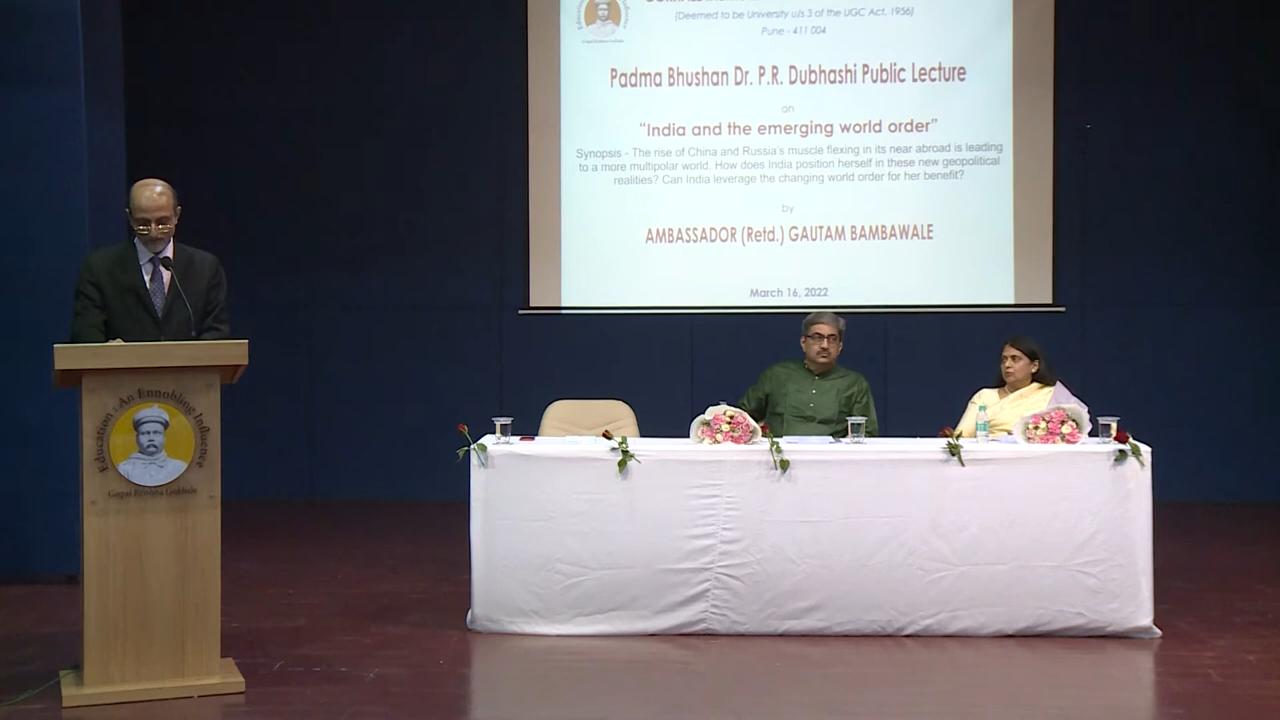 (Deemed to be University u/s 3 of the UGC Act, 1956)
Pune - 411 004
Padma Bhushan Dr. P.R. Dubhashi Public Lecture
on
“India and the emerging world order”
Synopsis - The rise of China and Russia's muscle flexing in its near abroad is leading
to a more multipolar world. How does India position herself in these new geopolitical
realities? Can India leverage the changing world order for her benefit?
by
AMBASSADOR (Retd.) GAUTAM BAMBAWALE
March 16, 2022
Education : An Ennobling Influence
Gopal Krishna Gokhale